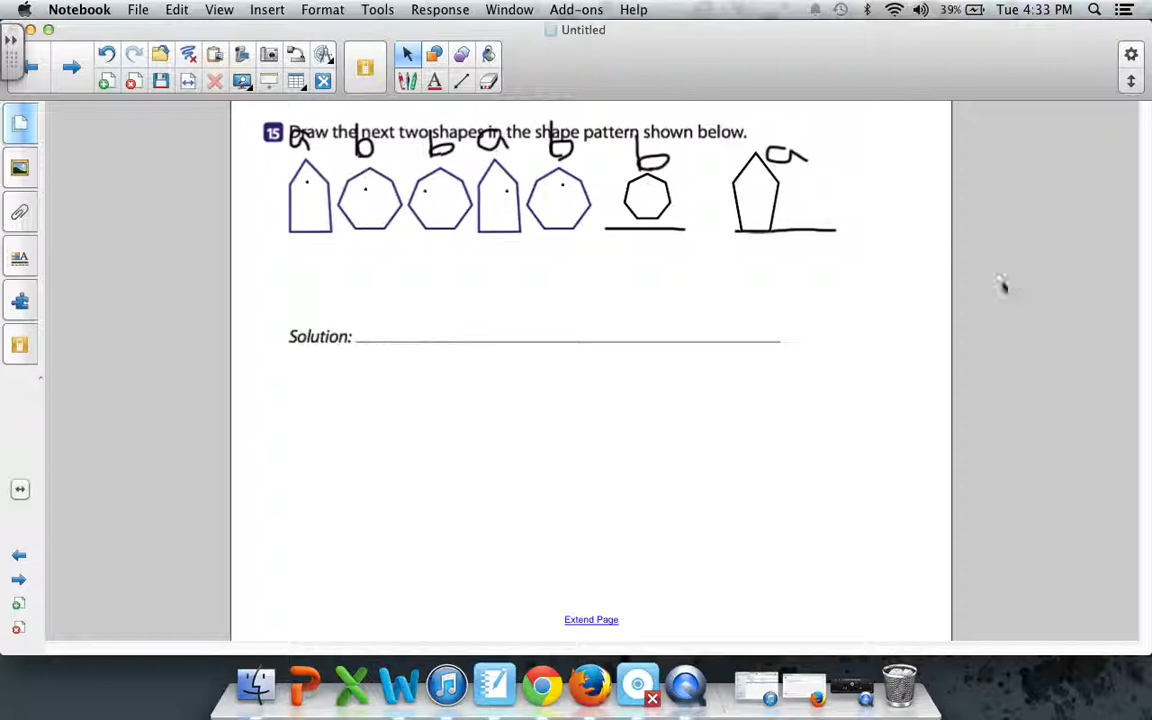 Notebook File Edit View Insert Format Tools Response Window Add-ons Help 39% Tue 4:33 PM
Untitled
15 Draw the next two shapes in the shape pattern shown below.
a b b a b b a
Solution:
Extend Page